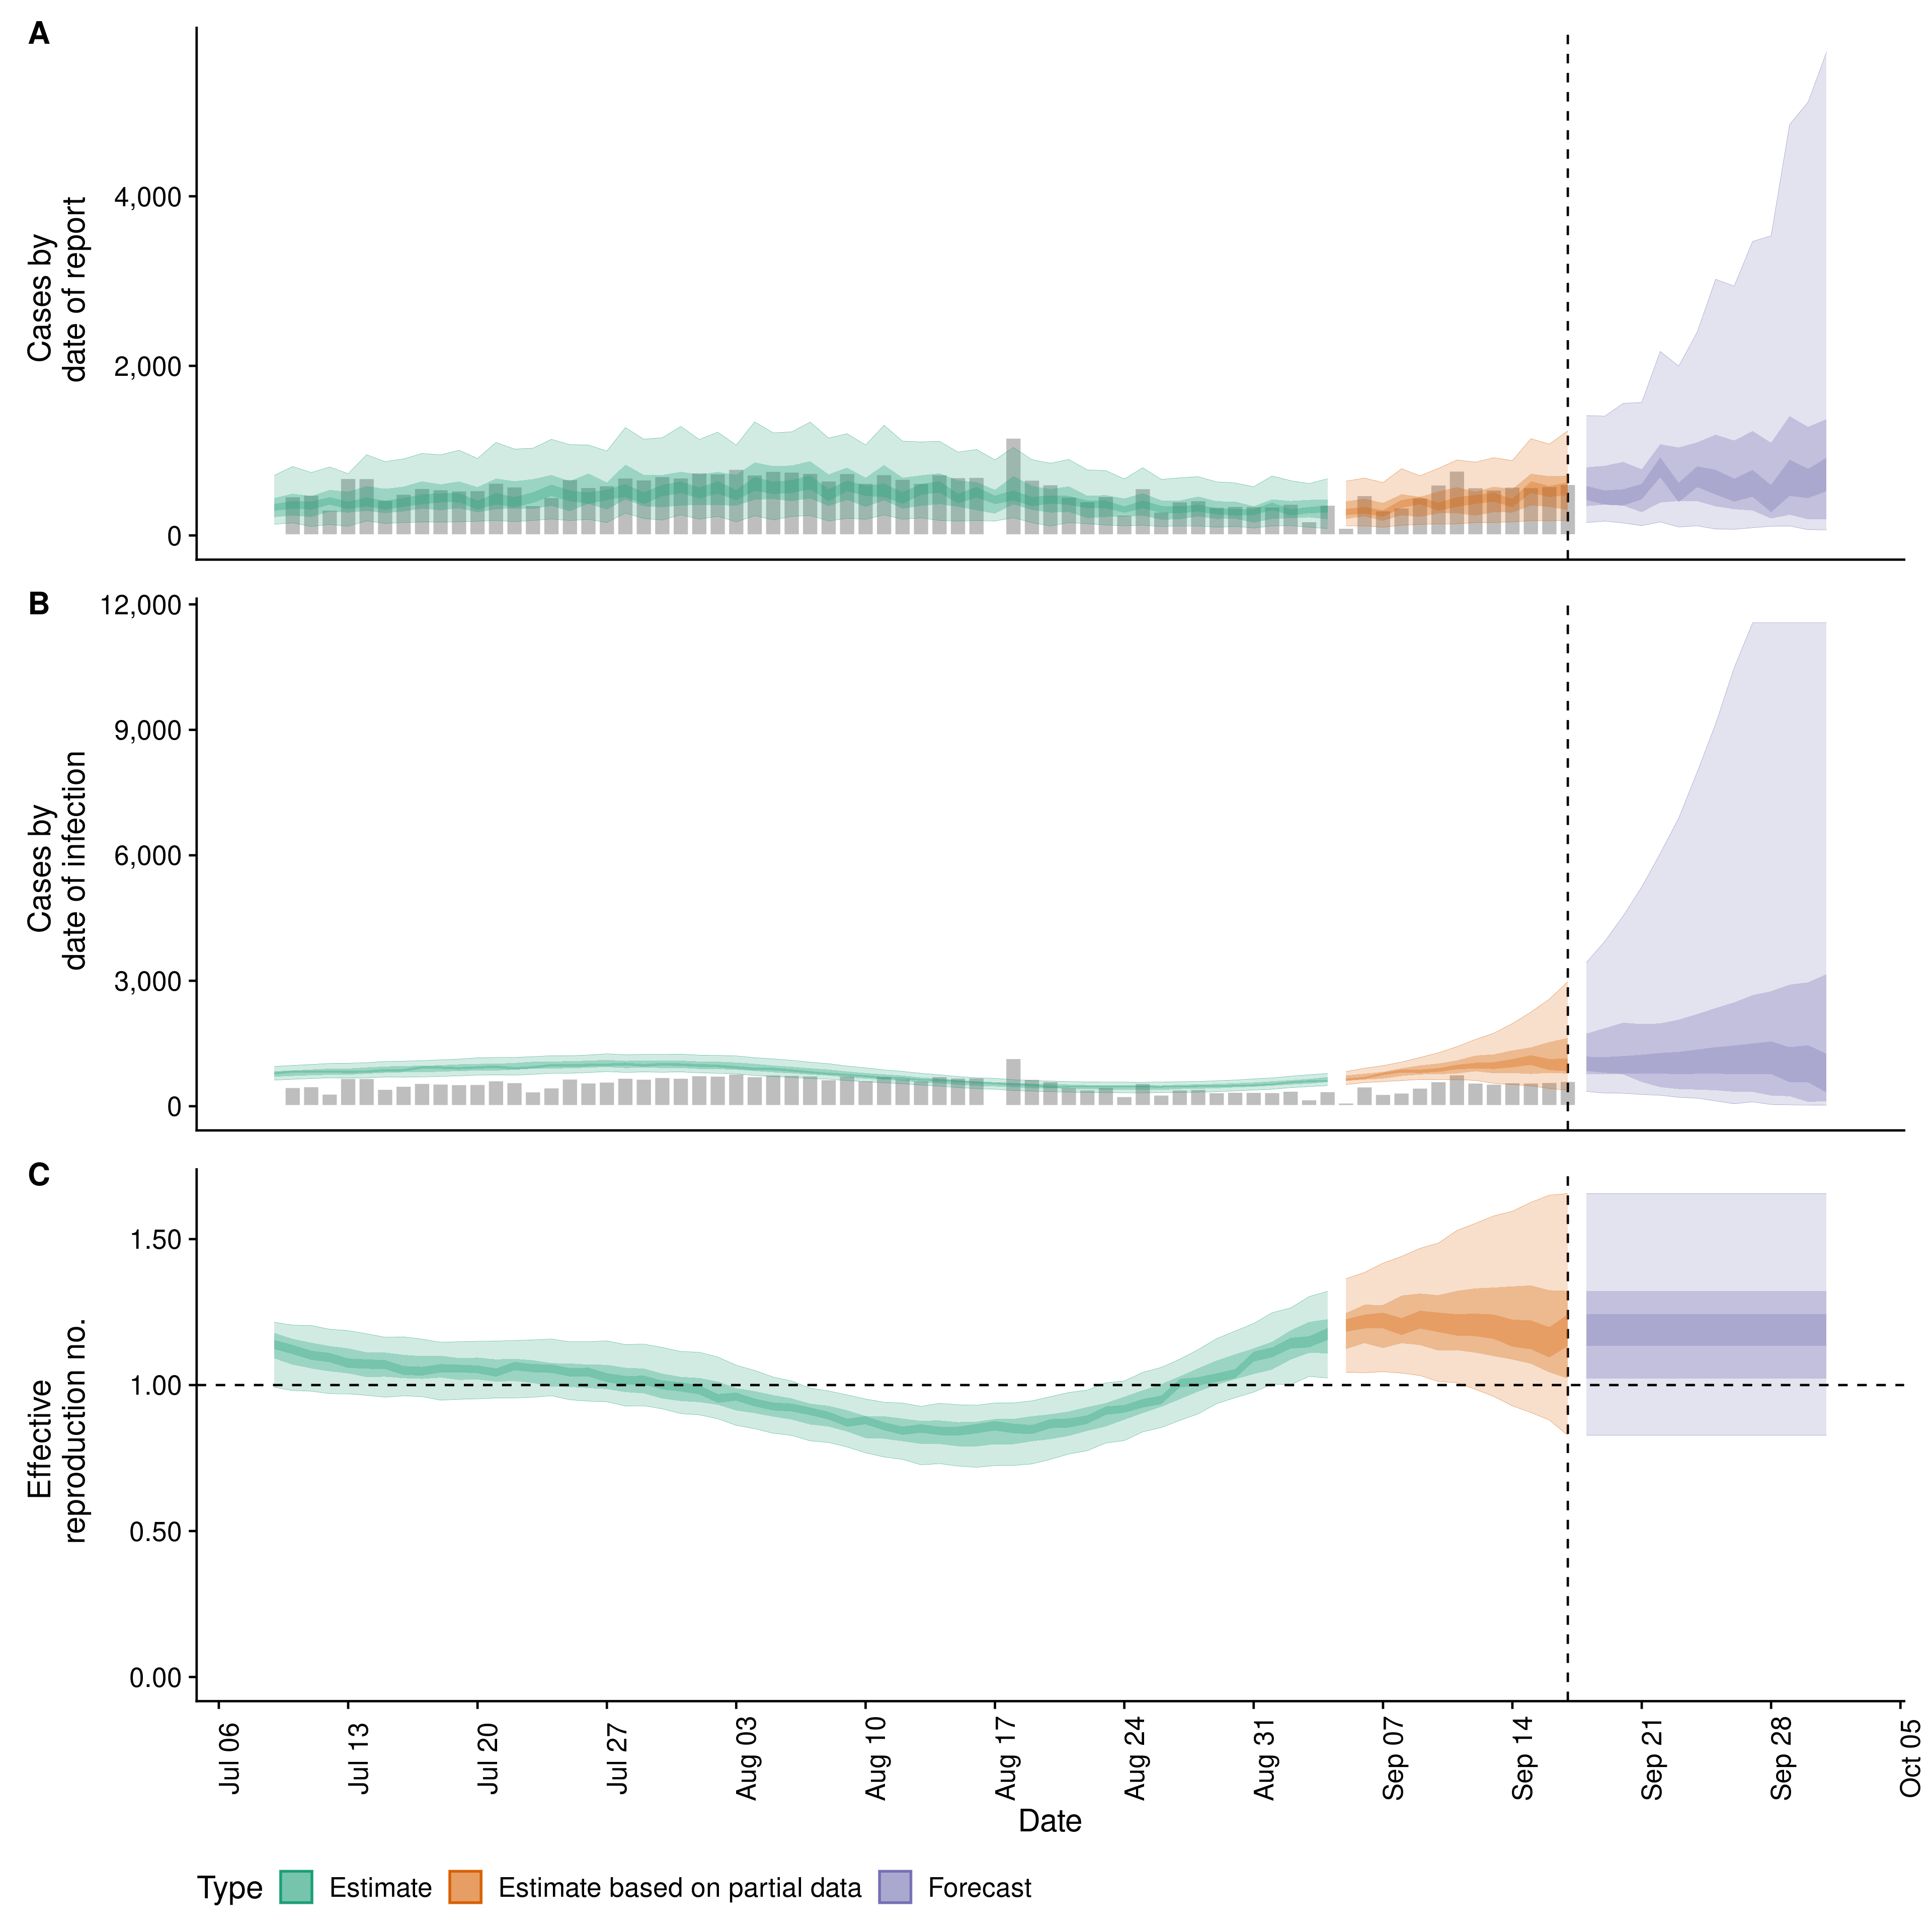 A
Cases by
date of report
4,000
2,000
0
B
Cases by
date of infection
12,000
9,000
6,000
3,000
0
C
Effective
reproduction no.
1.50
1.00
0.50
0.00
Jul 06
Jul 13
Jul 20
Jul 27
Aug 03
Aug 10
Aug 17
Aug 24
Aug 31
Sep 07
Sep 14
Sep 21
Sep 28
Oct 05
Date
Type Estimate Estimate based on partial data Forecast